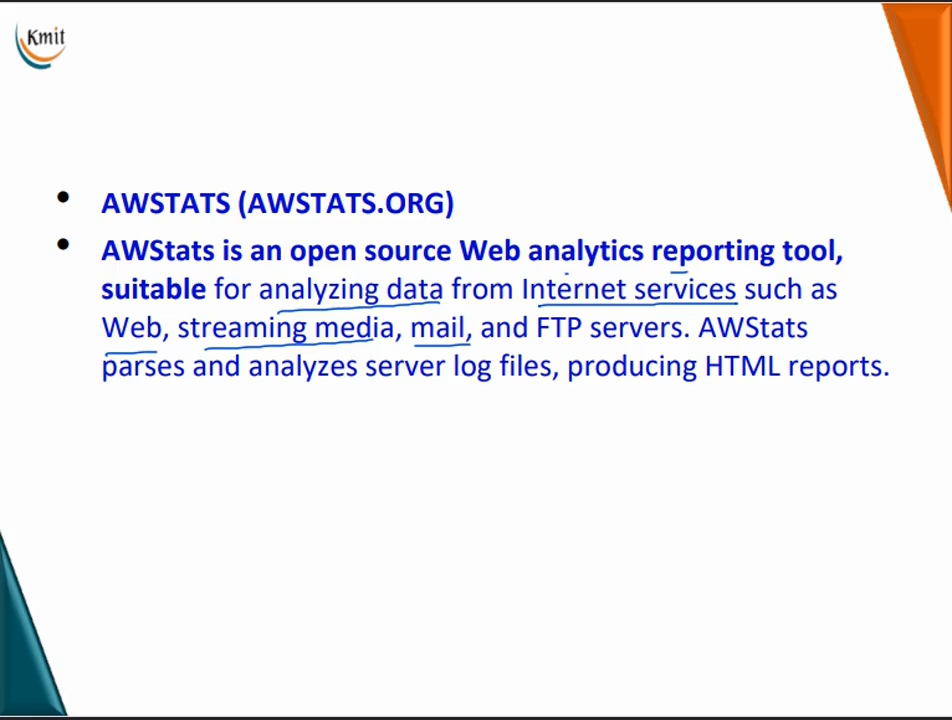 Kmit
• AWSTATS (AWSTATS.ORG)
• AWStats is an open source Web analytics reporting tool,
suitable for analyzing data from Internet services such as
Web, streaming media, mail, and FTP servers. AWStats
parses and analyzes server log files, producing HTML reports.